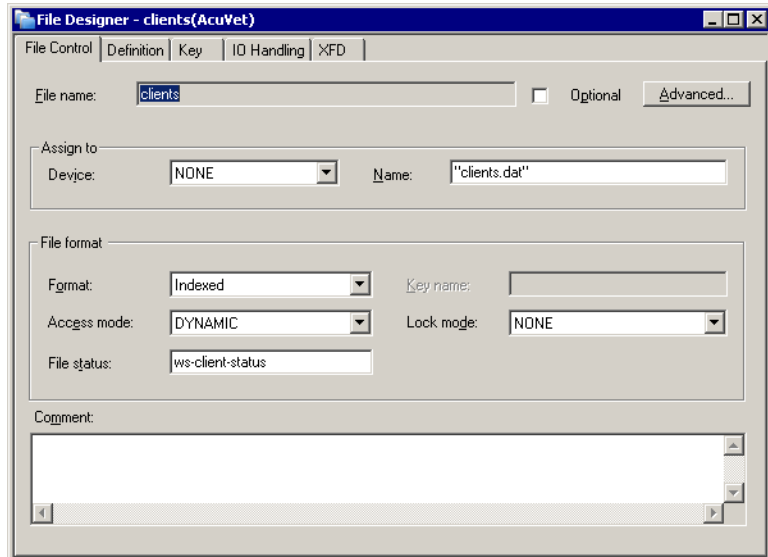 File Designer - clients(AcuVet)
File Control Definition Key IO Handling XFD
File name: clients Optional Advanced...
Assign to
Device: NONE Name: "clients.dat"
File format
Format: Indexed Key name:
Access mode: DYNAMIC Lock mode: NONE
File status: ws-client-status
Comment: